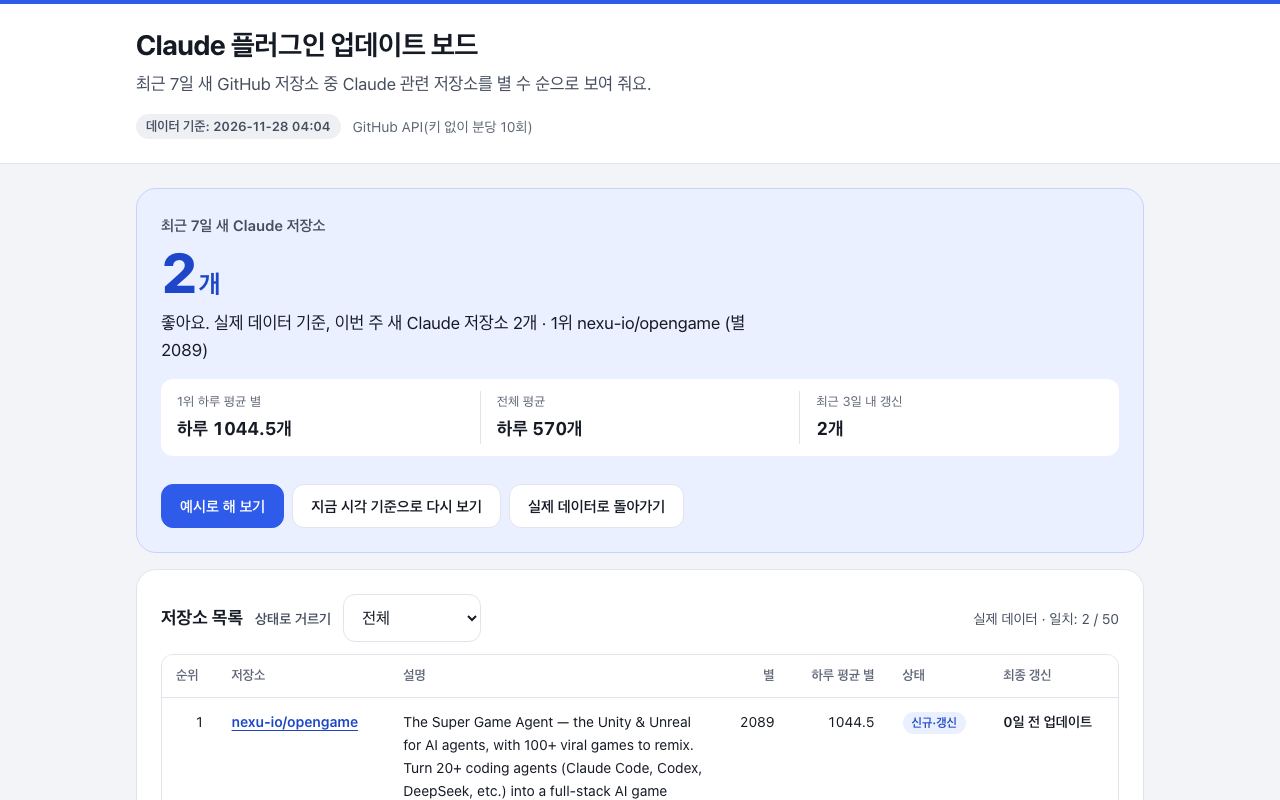 Claude 플러그인 업데이트 보드
최근 7일 새 GitHub 저장소 중 Claude 관련 저장소를 별 수 순으로 보여 줘요.
데이터 기준: 2026-11-28 04:04 GitHub API(키 없이 분당 10회)
최근 7일 새 Claude 저장소
2개
좋아요. 실제 데이터 기준, 이번 주 새 Claude 저장소 2개 · 1위 nexu-io/opengame (별
2089)
1위 하루 평균 별 전체 평균 최근 3일 내 갱신
하루 1044.5개 하루 570개 2개
예시로 해 보기 지금 시각 기준으로 다시 보기 실제 데이터로 돌아가기
저장소 목록 상태로 거르기 전체 실제 데이터 · 일치: 2 / 50
순위 저장소 설명 별 하루 평균 별 상태 최종 갱신
1 nexu-io/opengame The Super Game Agent — the Unity & Unreal 2089 1044.5 신규·갱신 0일 전 업데이트
for AI agents, with 100+ viral games to remix.
Turn 20+ coding agents (Claude Code, Codex,
DeepSeek, etc.) into a full-stack AI game